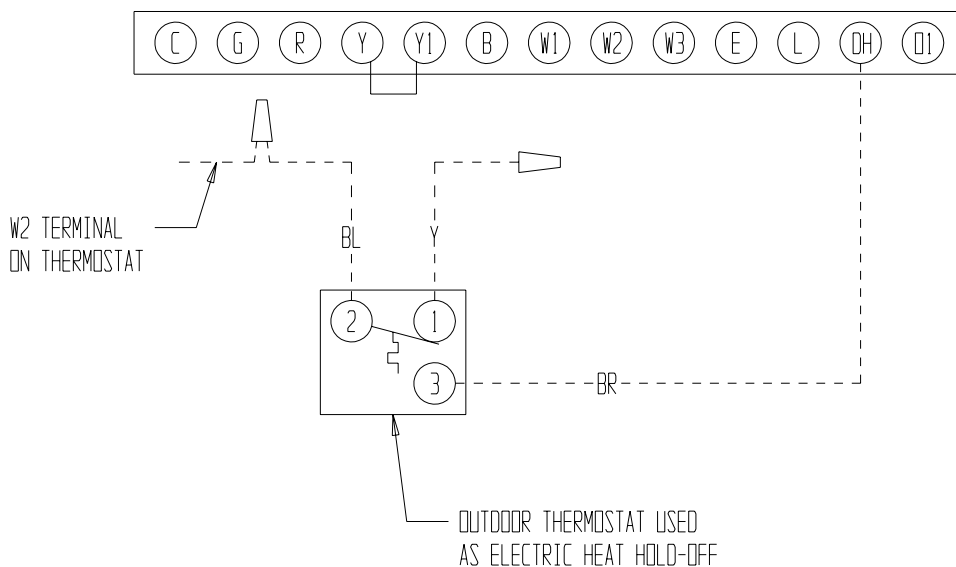 C G R Y Y1 B W1 W2 W3 E L DH O1
W2 TERMINAL
ON THERMOSTAT
BL
Y
2
1
3
BR
OUTDOOR THERMOSTAT USED
AS ELECTRIC HEAT HOLD-OFF